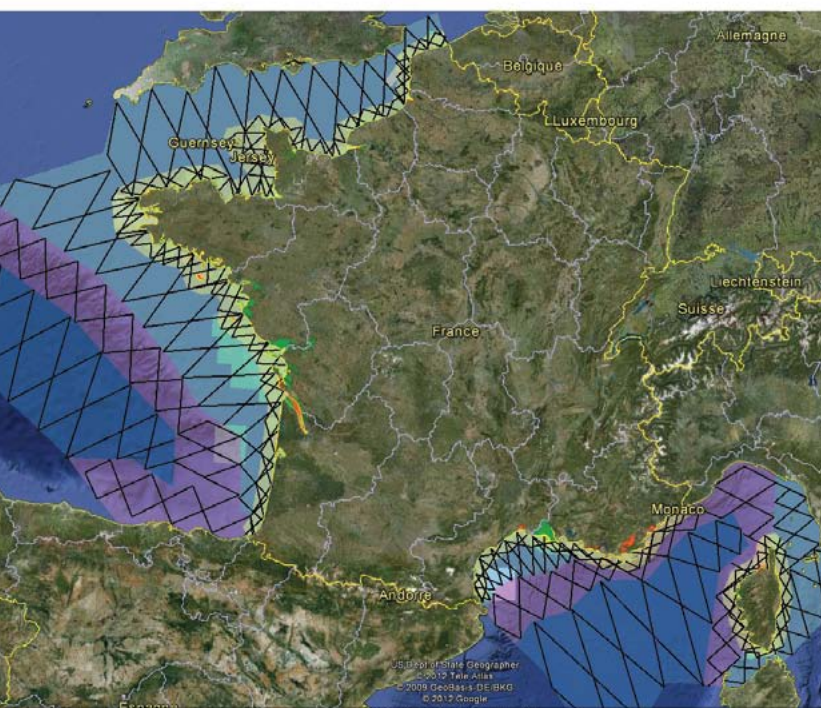 Allemagne
Belgique
Luxembourg
Guernsey
Jersey
Liechtenstein
Suisse
France
Monaco
Andorre
US Dept of State Geographer
© 2012 Tele Atlas
© 2009 GeoBasis-DE/BKG
© 2012 Google
Espagne